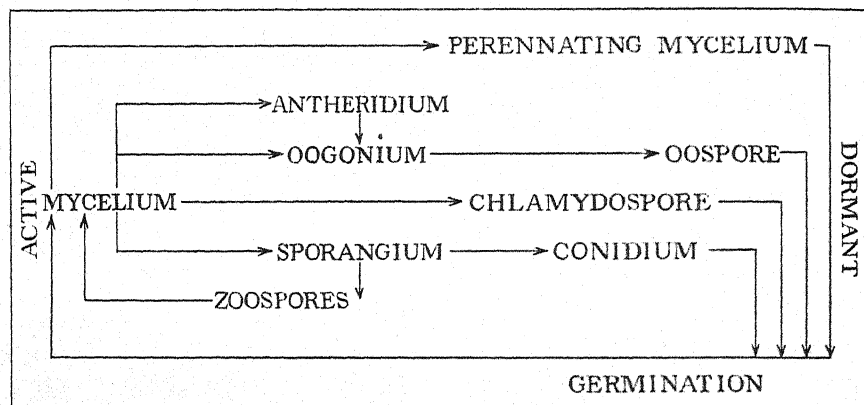 PERENNATING MYCELIUM
ANTHERIDIUM
OOGONIUM OOSPORE
ACTIVE
MYCELIUM CHLAMYDOSPORE
DORMANT
SPORANGIUM CONIDIUM
ZOOSPORES
GERMINATION